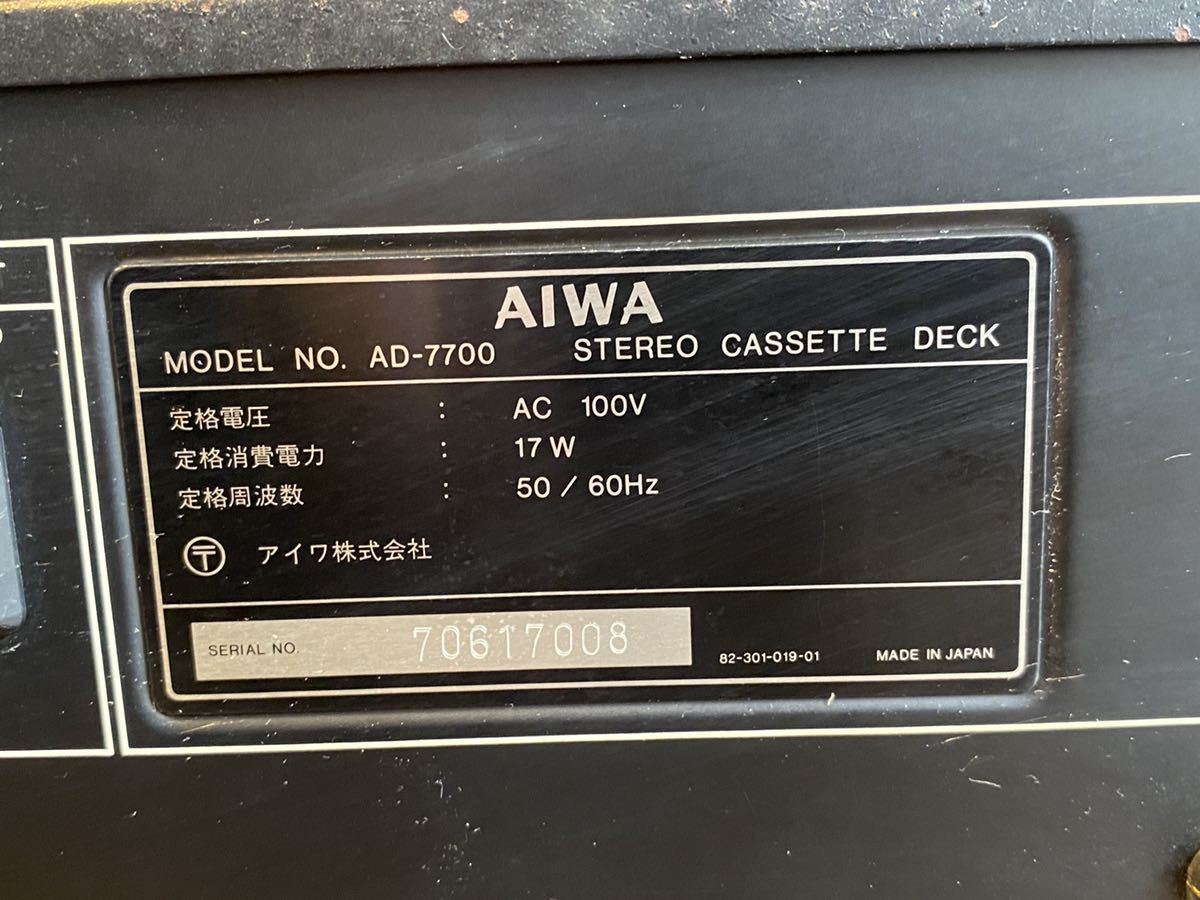 AIWA
MODEL NO. AD-7700 STEREO CASSETTE DECK
定格電圧 : AC 100V
定格消費電力 : 17 W
定格周波数 : 50 / 60Hz
〒 アイワ株式会社
SERIAL NO. 70617008
82-301-019-01 MADE IN JAPAN